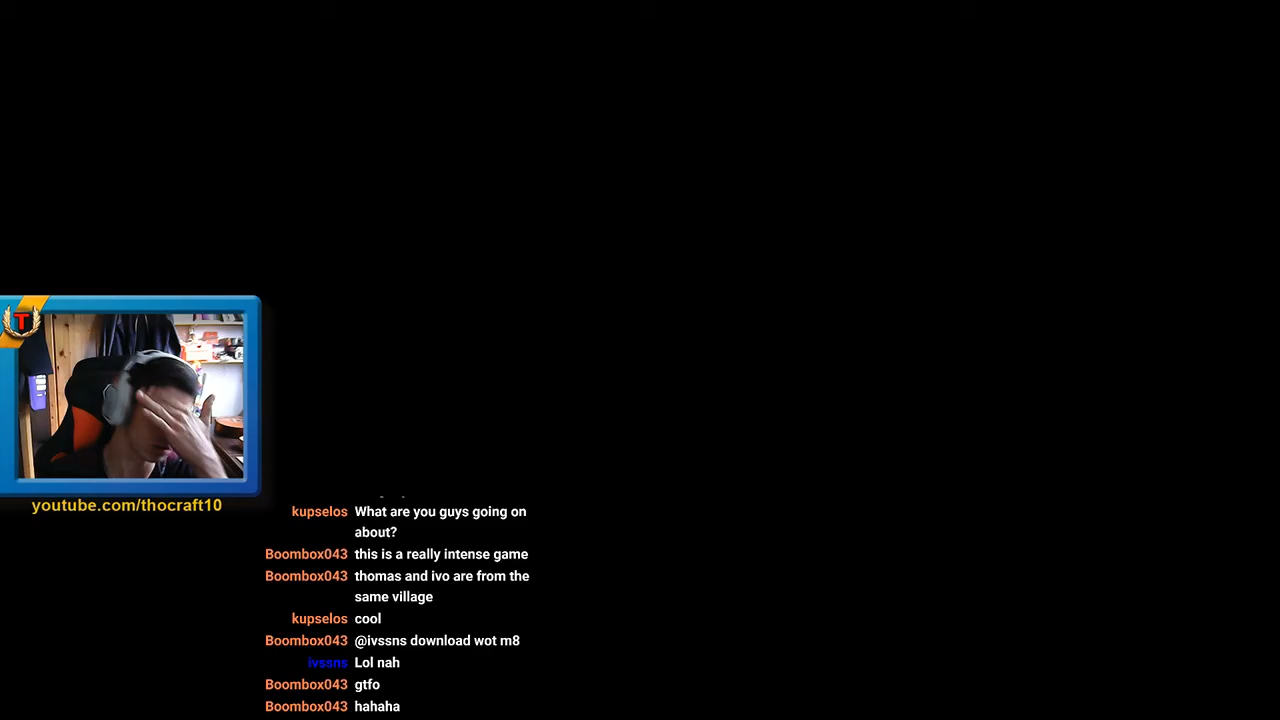 T
youtube.com/thocraft10
kupselos What are you guys going on
about?
Boombox043 this is a really intense game
Boombox043 thomas and ivo are from the
same village
kupselos cool
Boombox043 @ivssns download wot m8
ivssns Lol nah
Boombox043 gtfo
Boombox043 hahaha